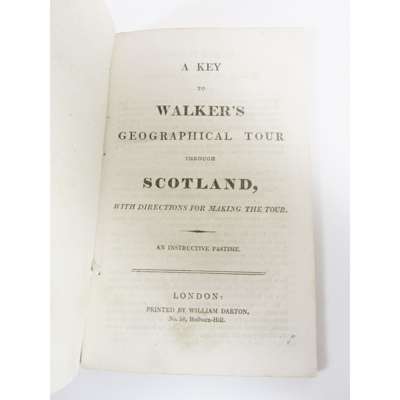 A KEY
TO
WALKER'S
GEOGRAPHICAL TOUR
THROUGH
SCOTLAND,
WITH DIRECTIONS FOR MAKING THE TOUR.
AN INSTRUCTIVE PASTIME.
LONDON:
PRINTED BY WILLIAM DARTON,
No. 58, Holborn-Hill.